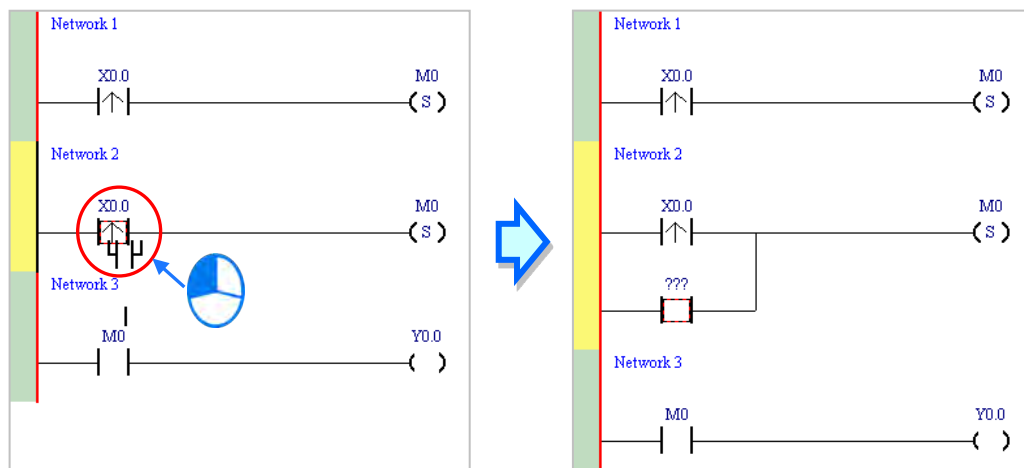 Network 1
X0.0 M0
( S )
Network 2
X0.0 M0
( S )
Network 3
M0 Y0.0
( )
Network 1
X0.0 M0
( S )
Network 2
X0.0 M0
( S )
???
Network 3
M0 Y0.0
( )